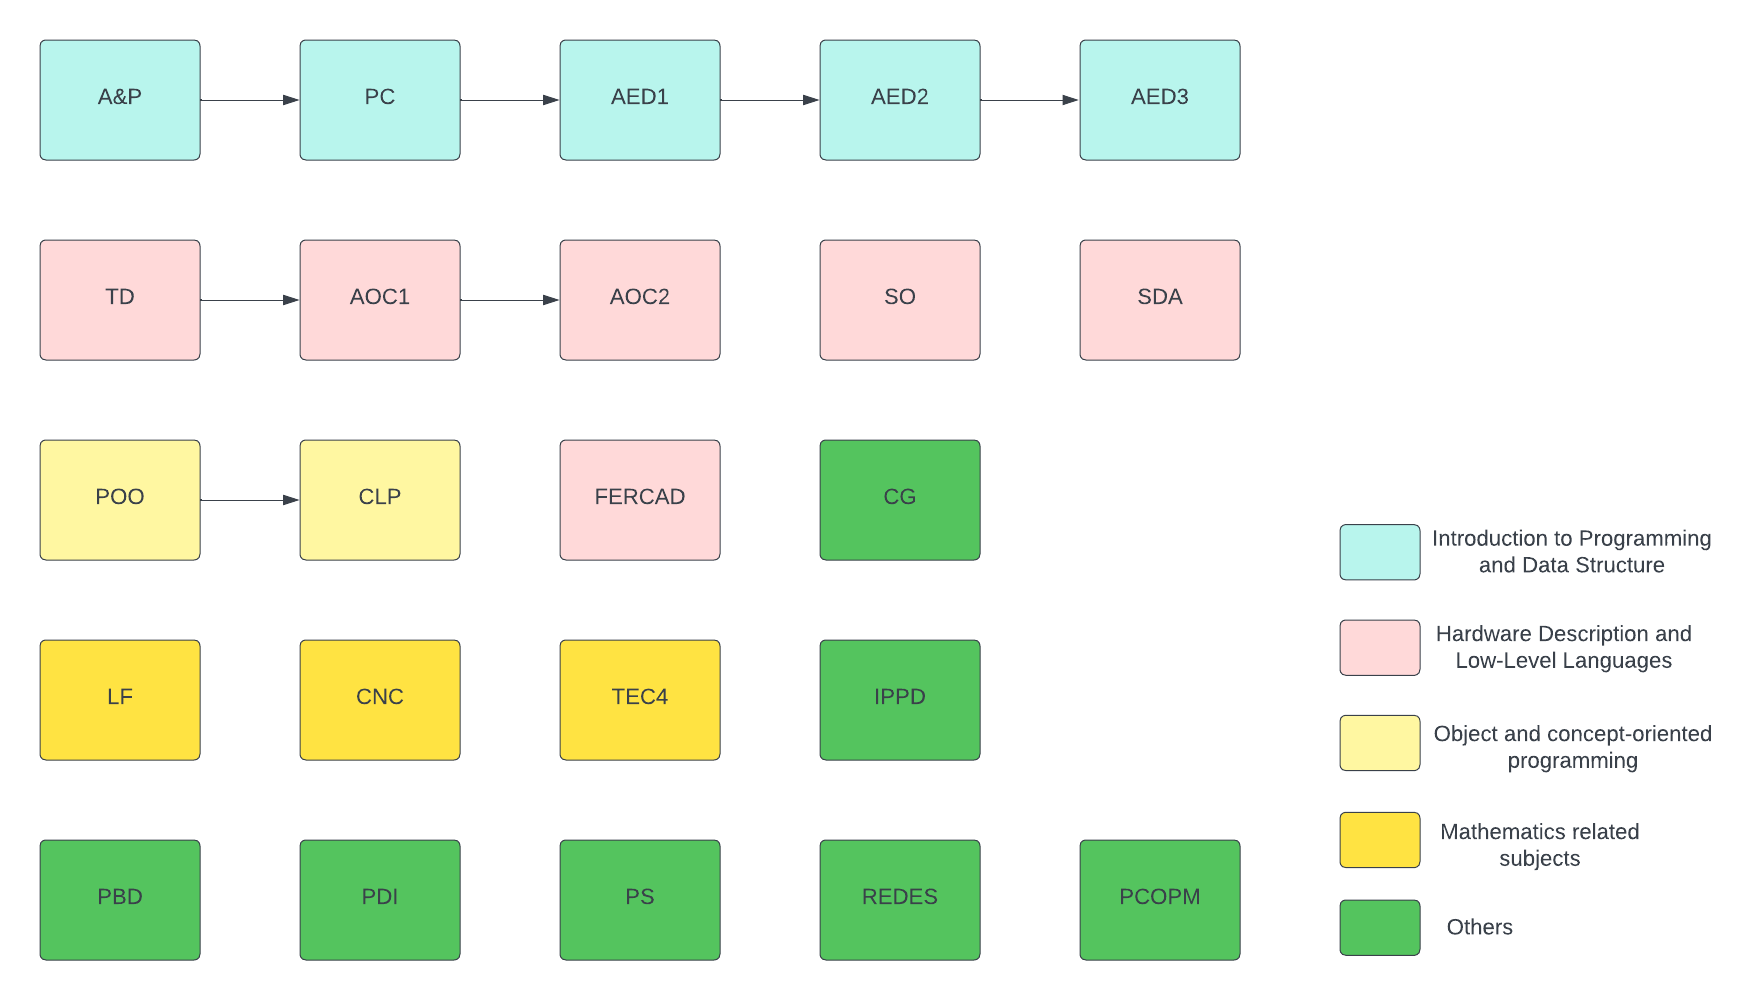 A&P
PC
AED1
AED2
AED3
TD
AOC1
AOC2
SO
SDA
POO
CLP
FERCAD
CG
LF
CNC
TEC4
IPPD
PBD
PDI
PS
REDES
PCOPM
Introduction to Programming
and Data Structure
Hardware Description and
Low-Level Languages
Object and concept-oriented
programming
Mathematics related
subjects
Others